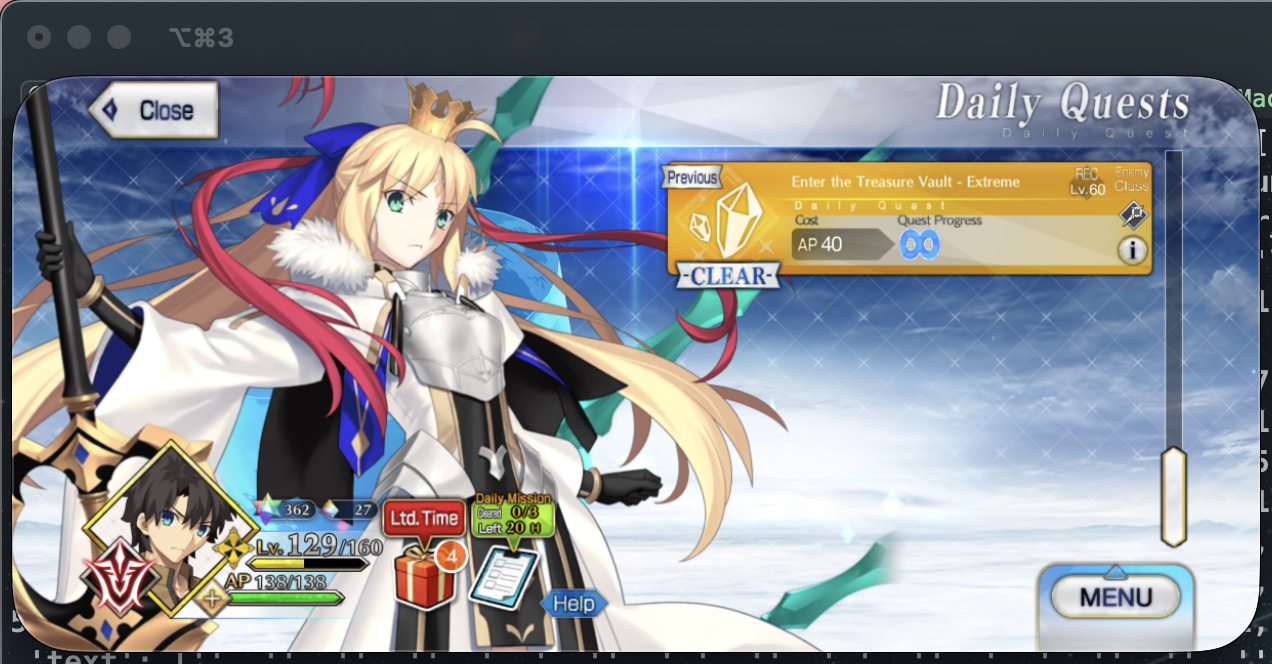 ⌥⌘3
Close
Daily Quests
Daily Quest
Mac
Previous
Enter the Treasure Vault - Extreme
REC
Lv.60
Enemy
Class
Daily Quest
Cost
Quest Progress
AP 40
∞
i
-CLEAR-
362
27
Ltd. Time
Daily Mission
Cleared 0/3
Left 20 H
4
Lv. 129/160
AP 138/138
Help
MENU
'text': ['